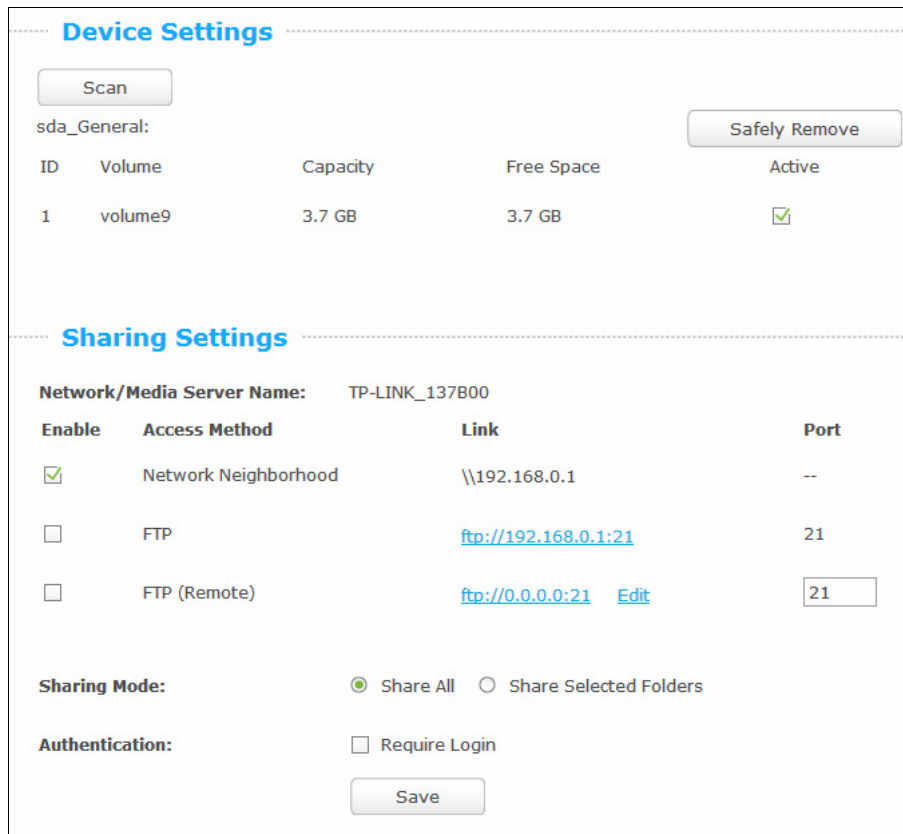 Device Settings
Scan
sda_General:
Safely Remove
ID Volume Capacity Free Space Active
1 volume9 3.7 GB 3.7 GB
Sharing Settings
Network/Media Server Name: TP-LINK_137B00
Enable Access Method Link Port
Network Neighborhood \\192.168.0.1 --
FTP ftp://192.168.0.1:21 21
FTP (Remote) ftp://0.0.0.0:21 Edit 21
Sharing Mode: Share All Share Selected Folders
Authentication: Require Login
Save